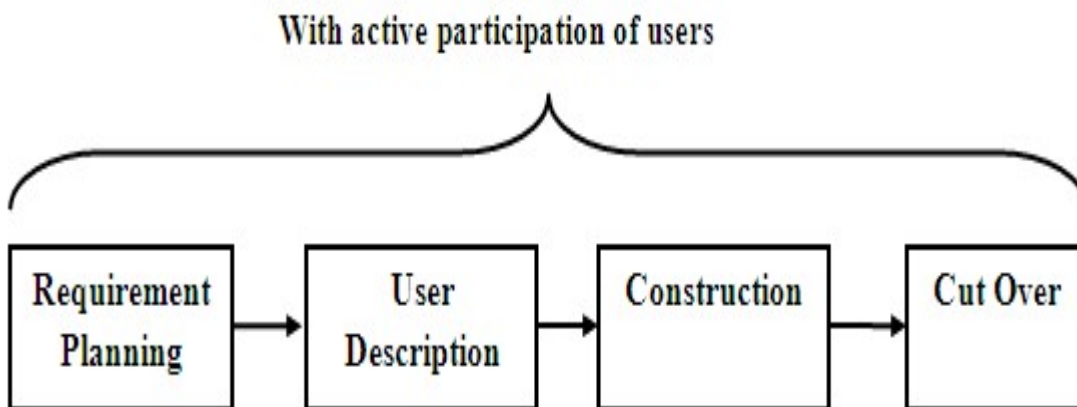 With active participation of users
Requirement
Planning
User
Description
Construction
Cut Over